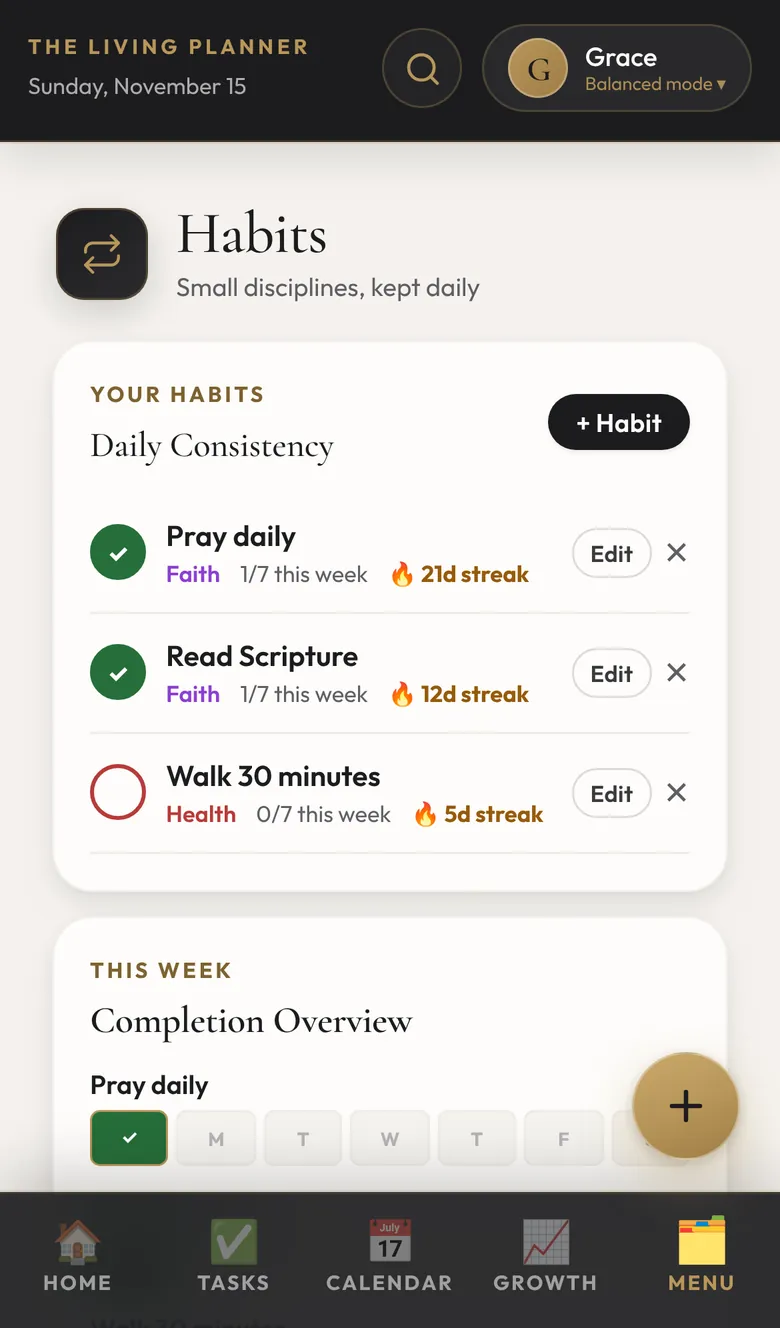 THE LIVING PLANNER
Sunday, November 15
G
Grace
Balanced mode ▾
Habits
Small disciplines, kept daily
YOUR HABITS
Daily Consistency
+ Habit
Pray daily
Faith 1/7 this week 🔥 21d streak
Edit ✕
Read Scripture
Faith 1/7 this week 🔥 12d streak
Edit ✕
Walk 30 minutes
Health 0/7 this week 🔥 5d streak
Edit ✕
THIS WEEK
Completion Overview
Pray daily
✓ M T W T F
+
July
17
HOME TASKS CALENDAR GROWTH MENU
Walk 30 minutes